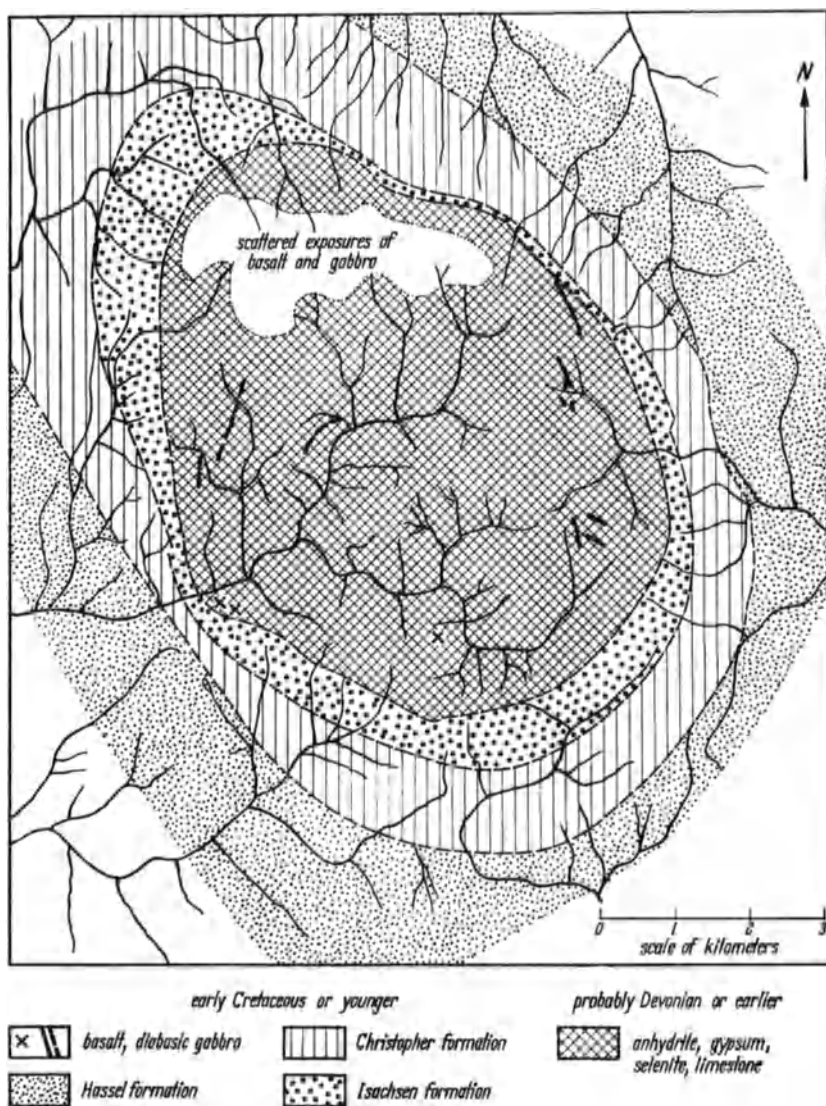 N
scattered exposures of
basalt and gabbro
0 1 2 3
scale of kilometers
early Cretaceous or younger
probably Devonian or earlier
basalt, diabasic gabbro
Christopher formation
anhydrite, gypsum,
selenite, limestone
Hassel formation
Isachsen formation